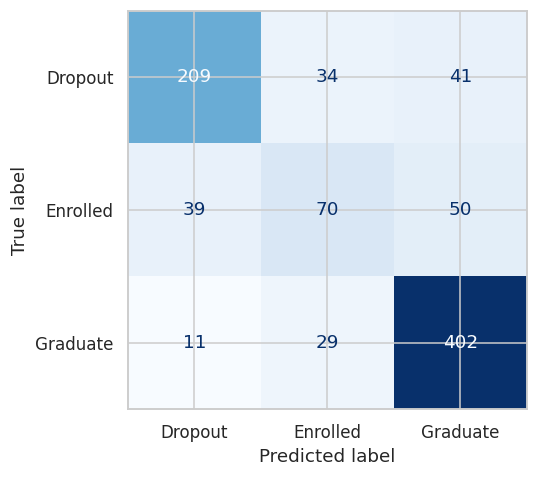 Dropout 209 34 41
Enrolled 39 70 50
Graduate 11 29 402
Dropout Enrolled Graduate
Predicted label
True label